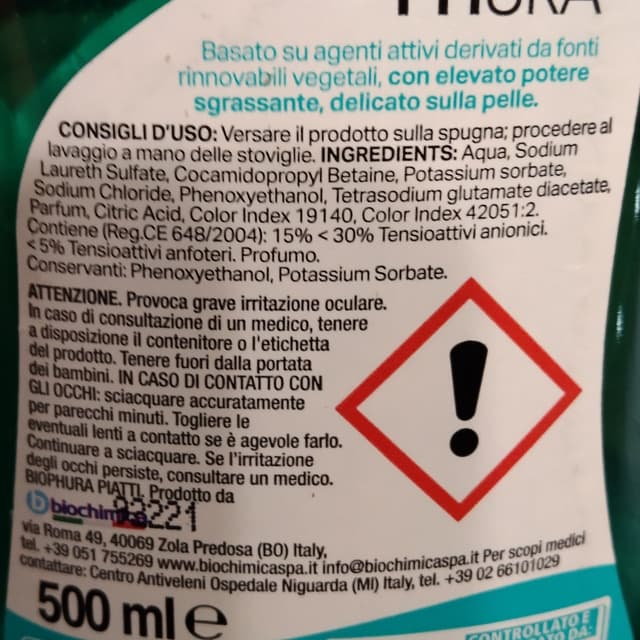 Basato su agenti attivi derivati da fonti
rinnovabili vegetali, con elevato potere
sgrassante, delicato sulla pelle.
CONSIGLI D'USO: Versare il prodotto sulla spugna; procedere al
lavaggio a mano delle stoviglie. INGREDIENTS: Aqua, Sodium
Laureth Sulfate, Cocamidopropyl Betaine, Potassium sorbate,
Sodium Chloride, Phenoxyethanol, Tetrasodium glutamate diacetate,
Parfum, Citric Acid, Color Index 19140, Color Index 42051:2.
Contiene (Reg.CE 648/2004): 15% < 30% Tensioattivi anionici.
< 5% Tensioattivi anfoteri. Profumo.
Conservanti: Phenoxyethanol, Potassium Sorbate.
ATTENZIONE. Provoca grave irritazione oculare.
In caso di consultazione di un medico, tenere
a disposizione il contenitore o l'etichetta
del prodotto. Tenere fuori dalla portata
dei bambini. IN CASO DI CONTATTO CON
GLI OCCHI: sciacquare accuratamente
per parecchi minuti. Togliere le
eventuali lenti a contatto se è agevole farlo.
Continuare a sciacquare. Se l'irritazione
degli occhi persiste, consultare un medico.
BIOPHURA PIATTI. Prodotto da
b biochimica
23221
via Roma 49, 40069 Zola Predosa (BO) Italy,
tel. +39 051 755269 www.biochimicaspa.it info@biochimicaspa.it Per scopi medici
contattare: Centro Antiveleni Ospedale Niguarda (MI) Italy, tel. +39 02 66101029
500 ml e
CONTROLLATO E